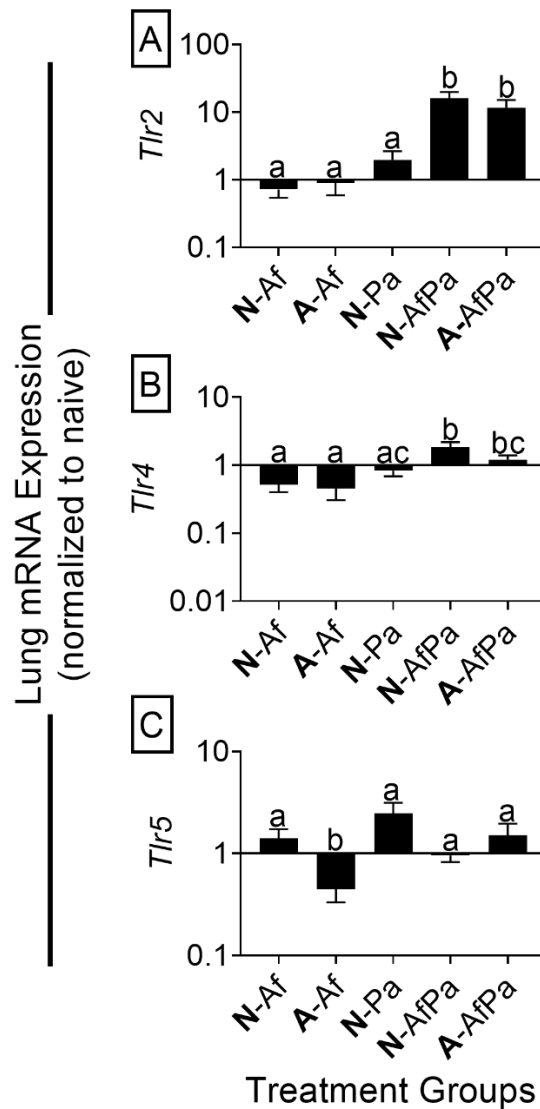 Lung mRNA Expression
(normalized to naive)
A
Tlr2
100
10
1
0.1
a a a b b
N-Af A-Af N-Pa N-AfPa A-AfPa
B
Tlr4
10
1
0.1
0.01
a a ac b bc
N-Af A-Af N-Pa N-AfPa A-AfPa
C
Tlr5
10
1
0.1
a b a a a
N-Af A-Af N-Pa N-AfPa A-AfPa
Treatment Groups